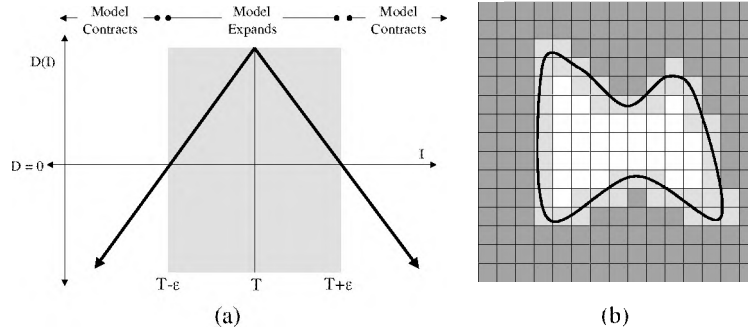 Model
Contracts
Model
Expands
Model
Contracts
D(I)
D = 0
I
T-ε
T
T+ε
(a)
(b)